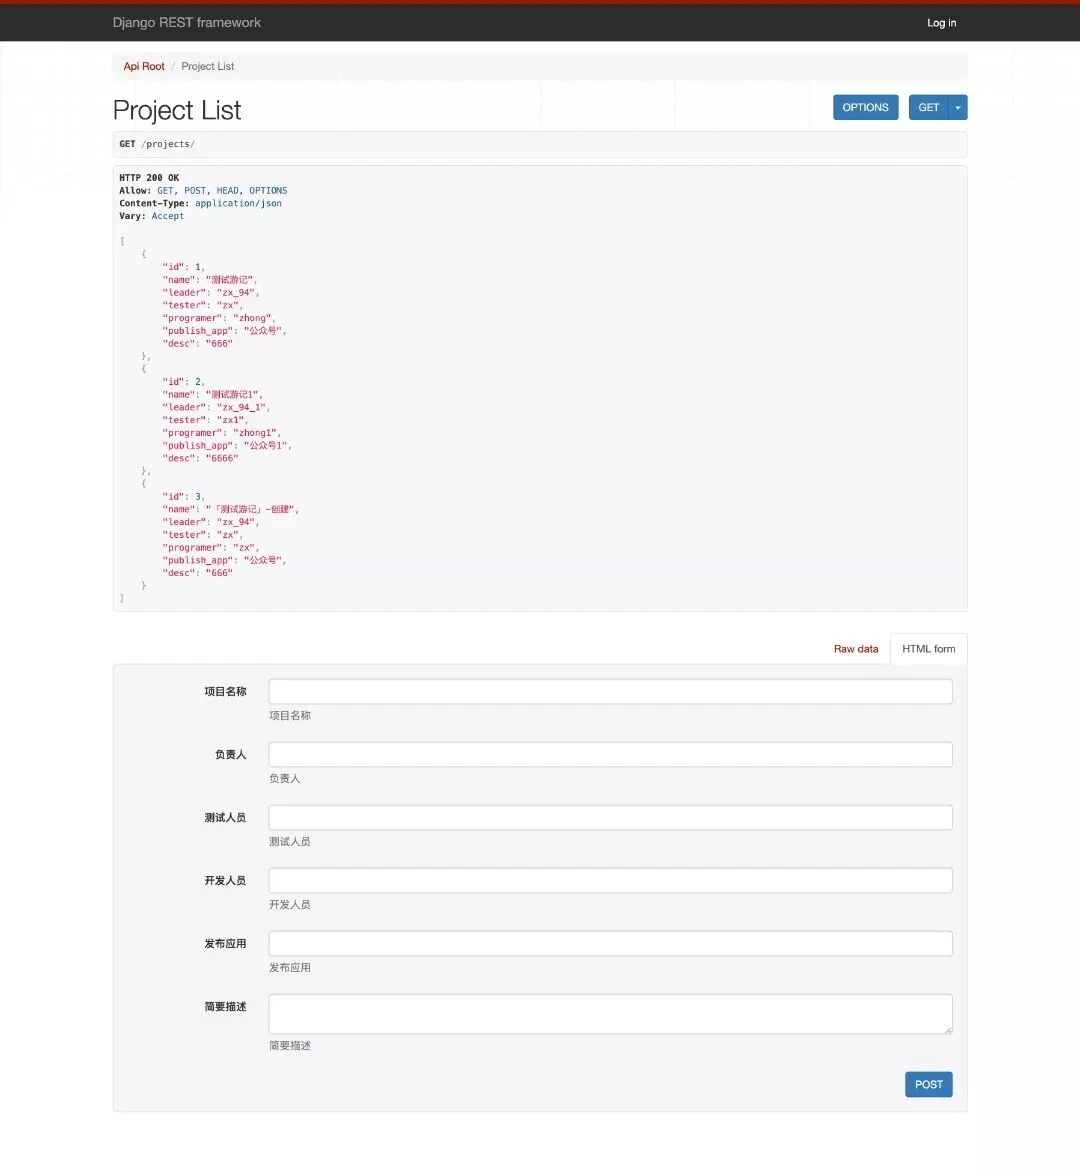 Django REST framework
Log in
Api Root / Project List
Project List
OPTIONS
GET
GET /projects/
HTTP 200 OK
Allow: GET, POST, HEAD, OPTIONS
Content-Type: application/json
Vary: Accept
[
    {
        "id": 1,
        "name": "测试游记",
        "leader": "zx_94",
        "tester": "zx",
        "programer": "zhong",
        "publish_app": "公众号",
        "desc": "666"
    },
    {
        "id": 2,
        "name": "测试游记1",
        "leader": "zx_94_1",
        "tester": "zx1",
        "programer": "zhong1",
        "publish_app": "公众号1",
        "desc": "6666"
    },
    {
        "id": 3,
        "name": "「测试游记」-创建",
        "leader": "zx_94",
        "tester": "zx",
        "programer": "zx",
        "publish_app": "公众号",
        "desc": "666"
    }
]
Raw data
HTML form
项目名称
项目名称
负责人
负责人
测试人员
测试人员
开发人员
开发人员
发布应用
发布应用
简要描述
简要描述
POST